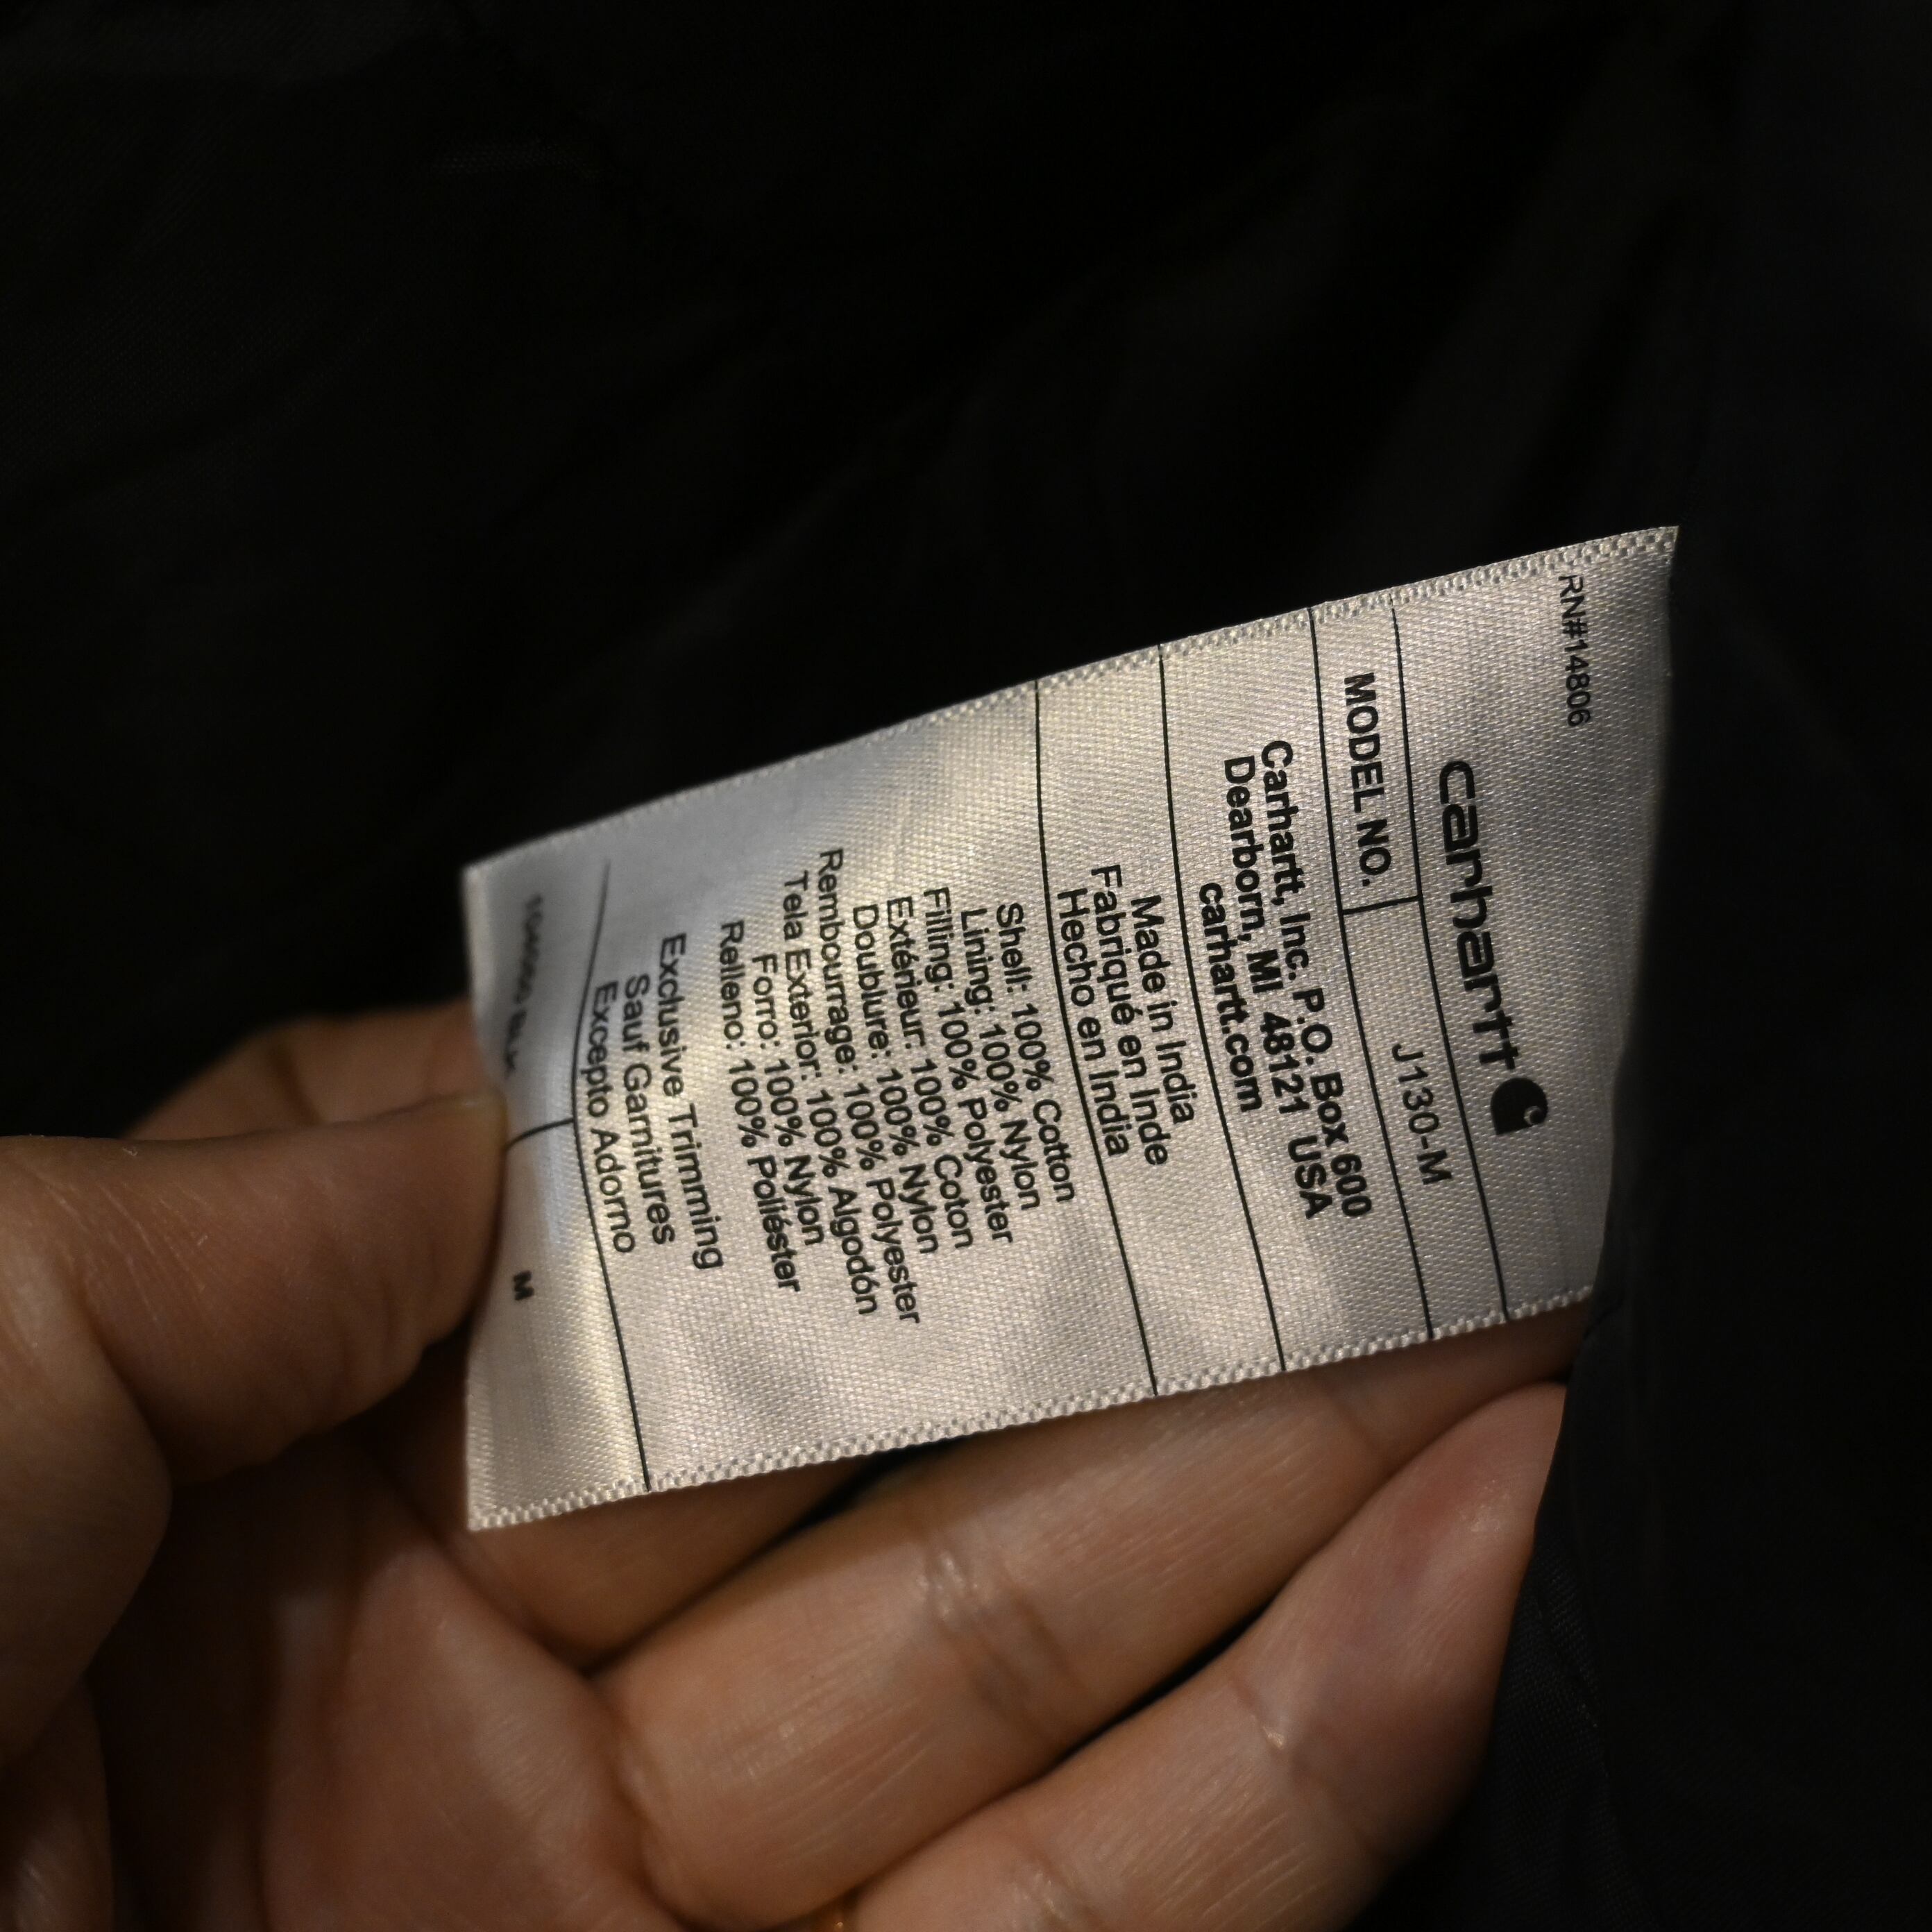 RN#14806
carhartt
MODEL NO. J130-M
Carhartt, Inc. P.O. Box 600
Dearborn, MI 48121 USA
carhartt.com
Made in India
Fabriqué en Inde
Hecho en India
Shell: 100% Cotton
Lining: 100% Nylon
Filling: 100% Polyester
Extérieur: 100% Coton
Doublure: 100% Nylon
Rembourrage: 100% Polyester
Tela Exterior: 100% Algodón
Forro: 100% Nylon
Relleno: 100% Poliéster
Exclusive Trimming
Sauf Garnitures
Excepto Adorno
M